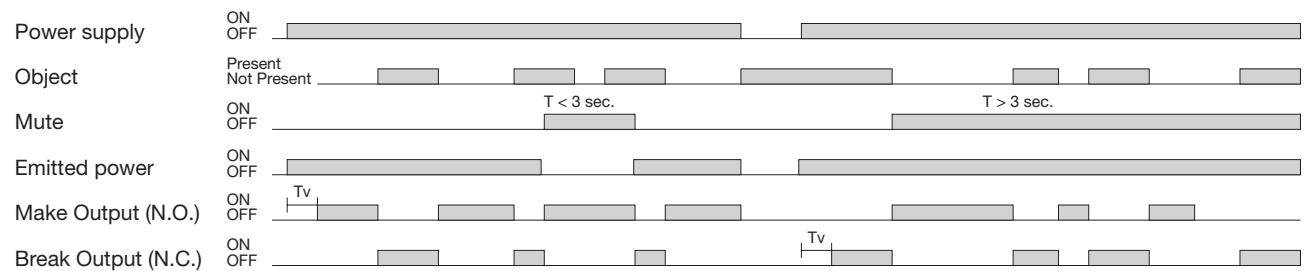 Power supply
ON
OFF
Object
Present
Not Present
Mute
ON
OFF
T < 3 sec.
T > 3 sec.
Emitted power
ON
OFF
Make Output (N.O.)
ON
OFF
Tv
Break Output (N.C.)
ON
OFF
Tv